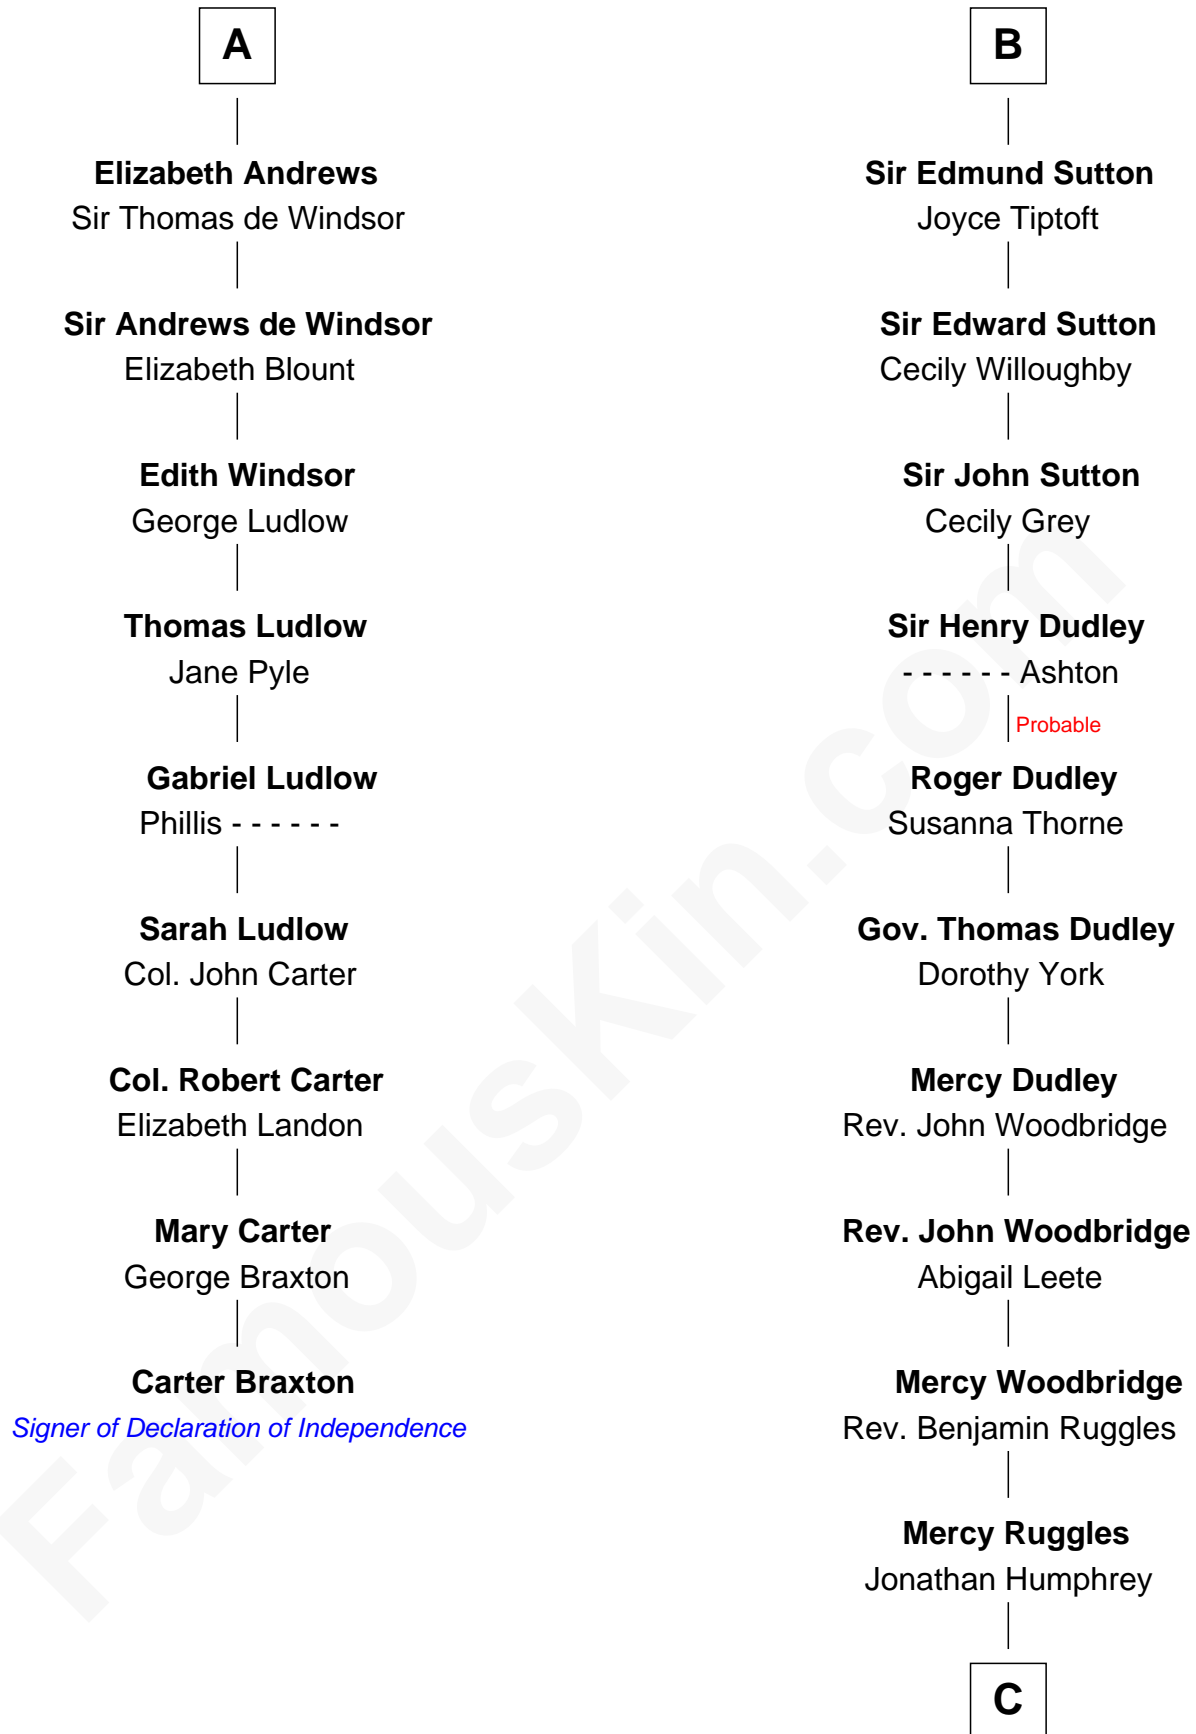 A
Elizabeth Andrews
Sir Thomas de Windsor
Sir Andrews de Windsor
Elizabeth Blount
Edith Windsor
George Ludlow
Thomas Ludlow
Jane Pyle
Gabriel Ludlow
Phillis - - - - - -
Sarah Ludlow
Col. John Carter
Col. Robert Carter
Elizabeth Landon
Mary Carter
George Braxton
Carter Braxton
Signer of Declaration of Independence
B
Sir Edmund Sutton
Joyce Tiptoft
Sir Edward Sutton
Cecily Willoughby
Sir John Sutton
Cecily Grey
Sir Henry Dudley
- - - - - - Ashton
Probable
Roger Dudley
Susanna Thorne
Gov. Thomas Dudley
Dorothy York
Mercy Dudley
Rev. John Woodbridge
Rev. John Woodbridge
Abigail Leete
Mercy Woodbridge
Rev. Benjamin Ruggles
Mercy Ruggles
Jonathan Humphrey
C
FamousKin.com